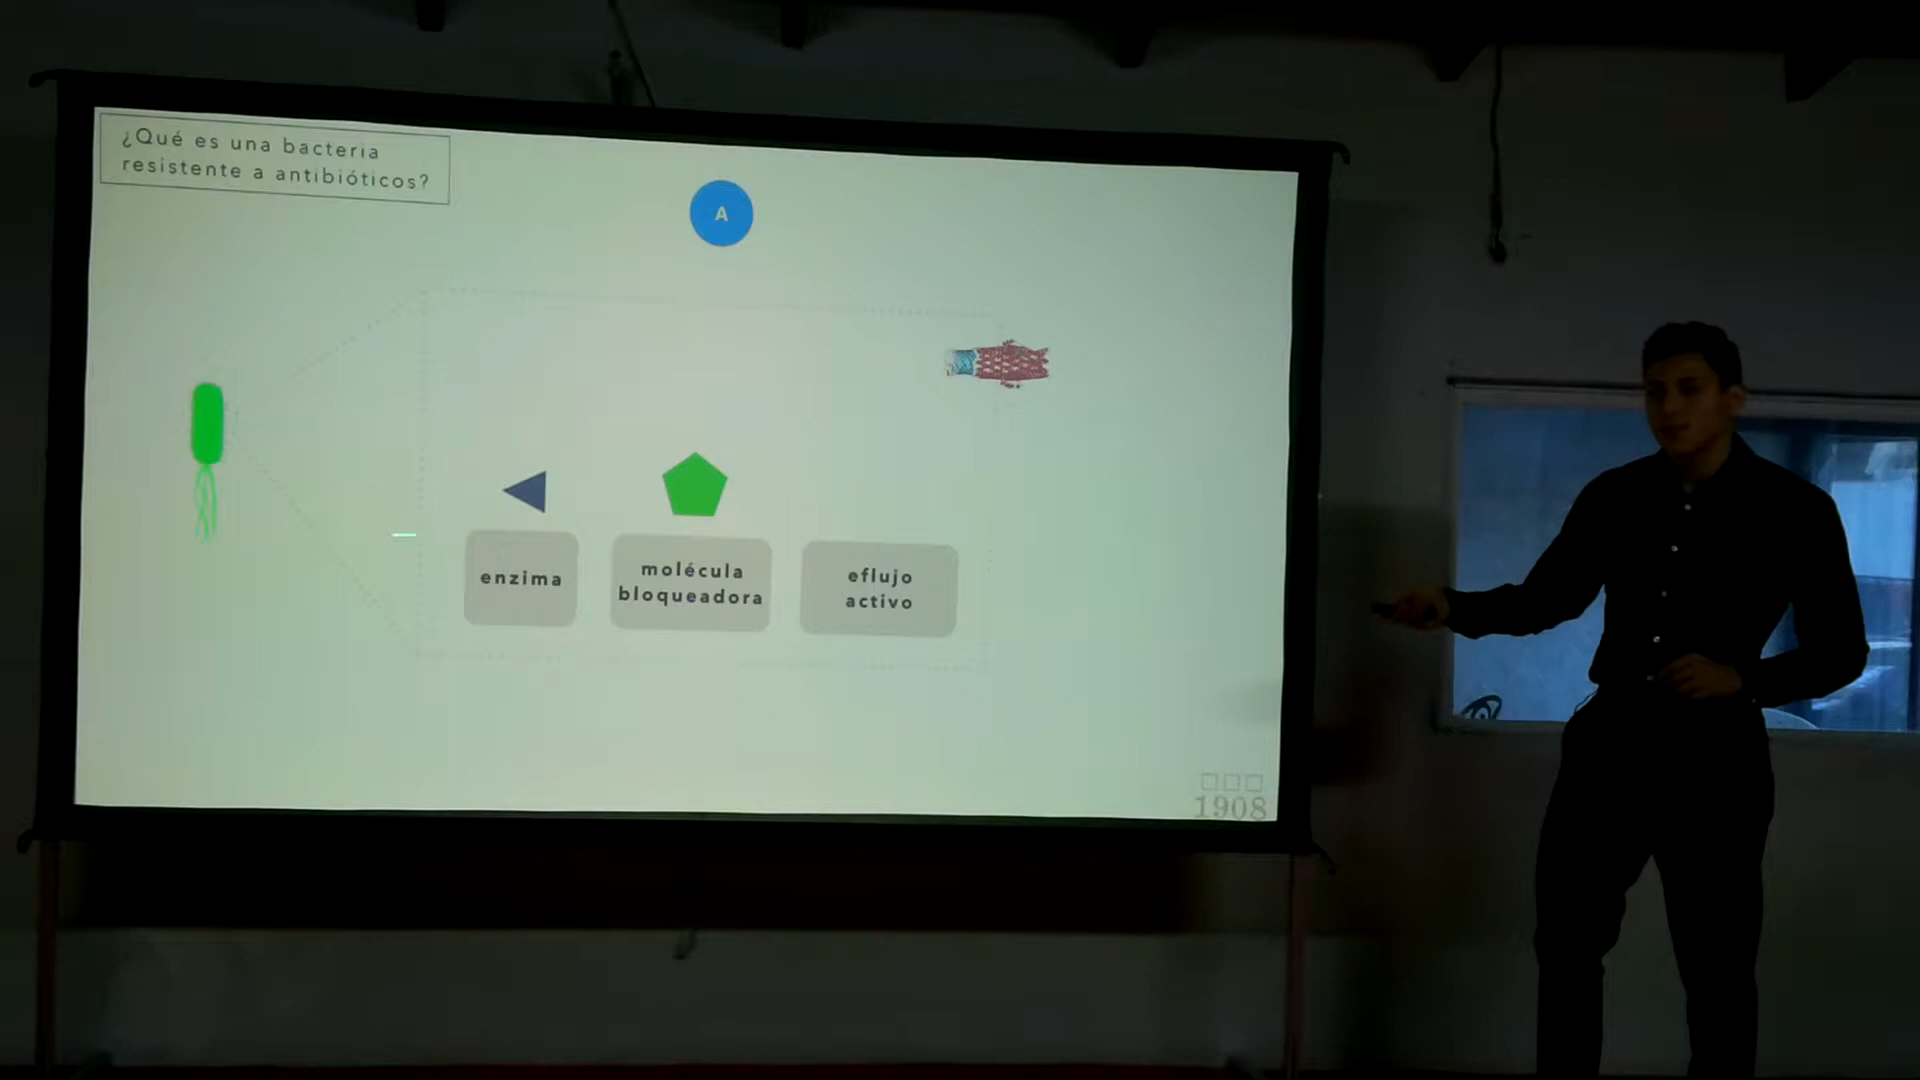 ¿Qué es una bacteria
resistente a antibióticos?
A
enzima
molécula
bloqueadora
eflujo
activo
1908